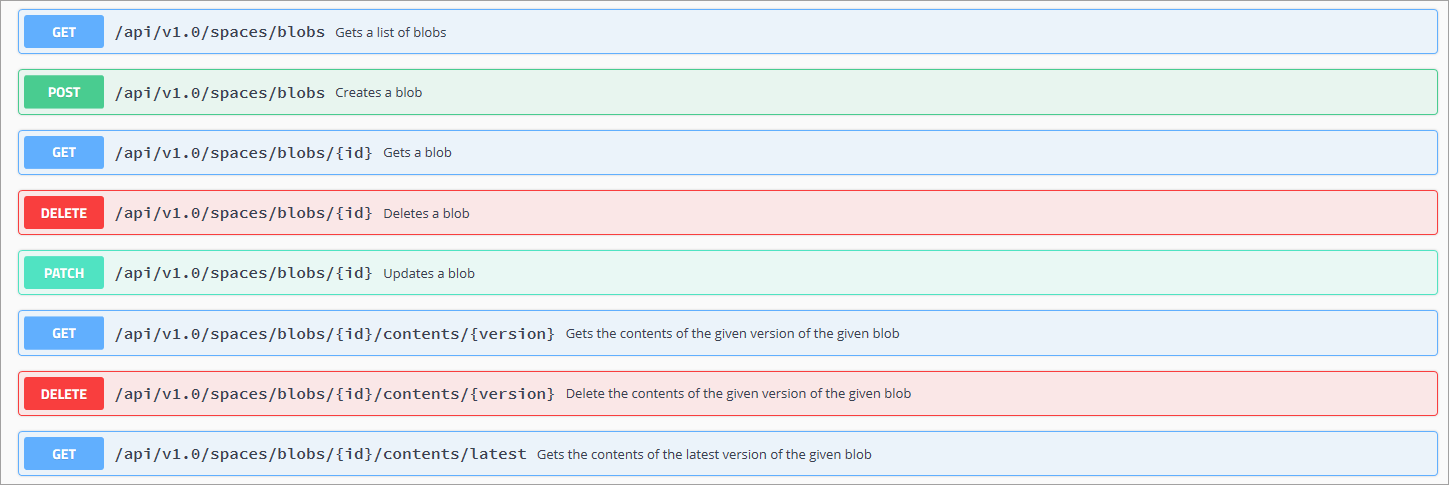 GET /api/v1.0/spaces/blobs Gets a list of blobs
POST /api/v1.0/spaces/blobs Creates a blob
GET /api/v1.0/spaces/blobs/{id} Gets a blob
DELETE /api/v1.0/spaces/blobs/{id} Deletes a blob
PATCH /api/v1.0/spaces/blobs/{id} Updates a blob
GET /api/v1.0/spaces/blobs/{id}/contents/{version} Gets the contents of the given version of the given blob
DELETE /api/v1.0/spaces/blobs/{id}/contents/{version} Delete the contents of the given version of the given blob
GET /api/v1.0/spaces/blobs/{id}/contents/latest Gets the contents of the latest version of the given blob